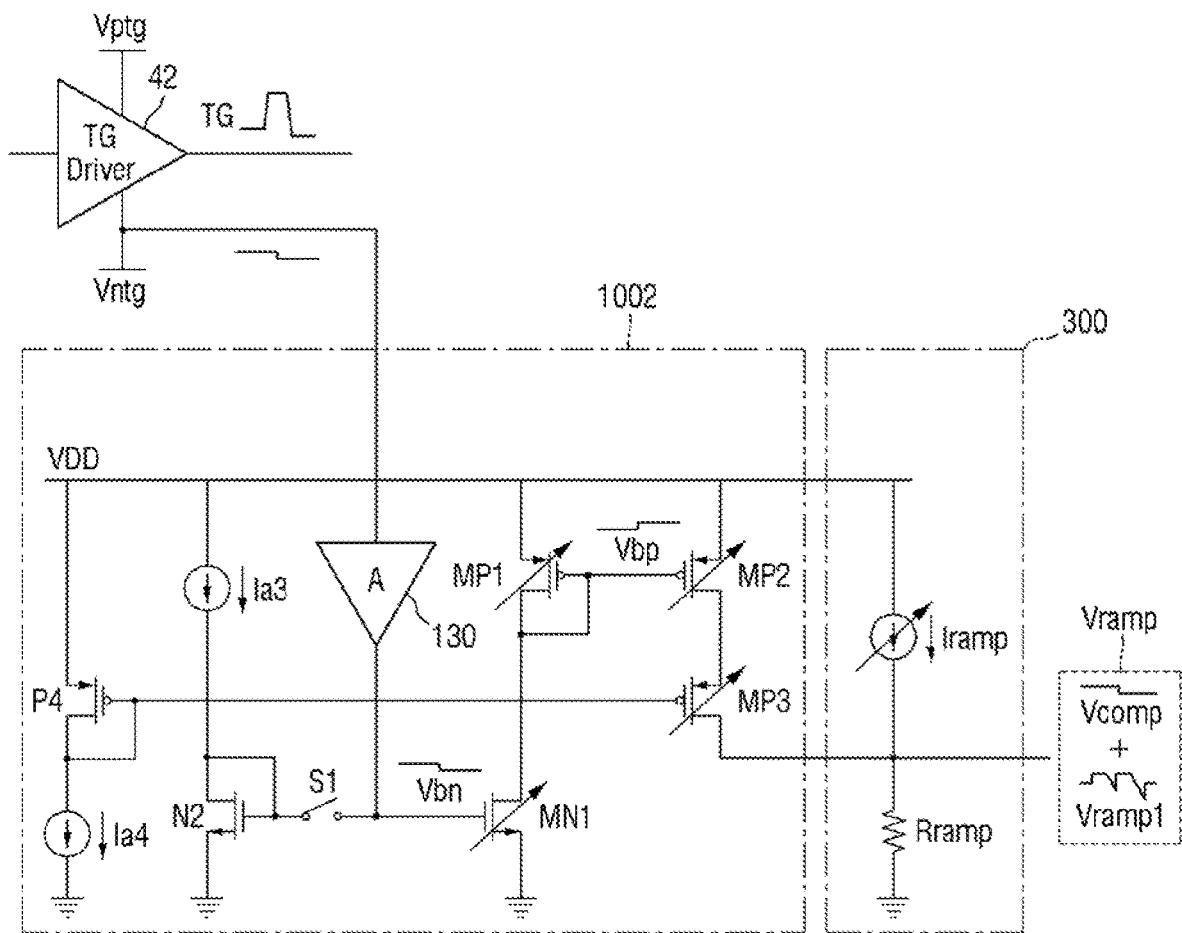 Vptg
42
TG
TG
Driver
Vntg
1002
300
VDD
Ia3
A
130
MP1
Vbp
MP2
Iramp
Vramp
P4
MP3
Vcomp
+
Vramp1
Ia4
N2
S1
Vbn
MN1
Rramp